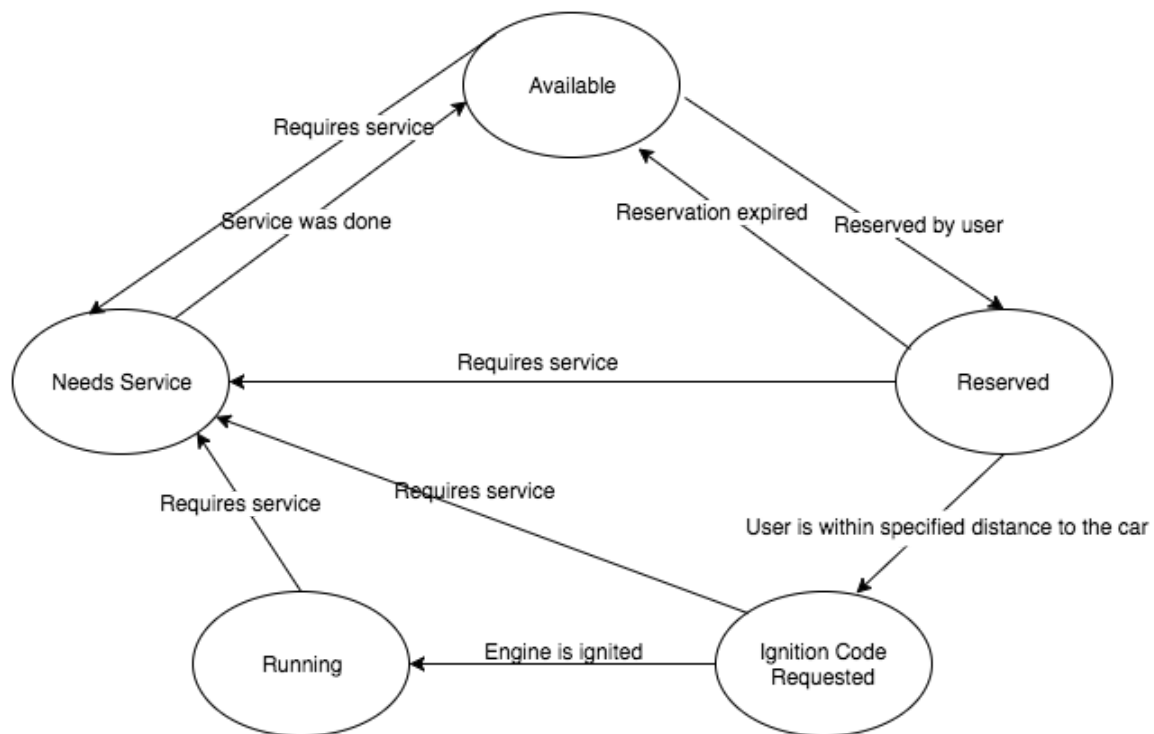 Available
Requires service
Service was done
Reservation expired
Reserved by user
Needs Service
Requires service
Reserved
Requires service
Requires service
User is within specified distance to the car
Running
Engine is ignited
Ignition Code
Requested